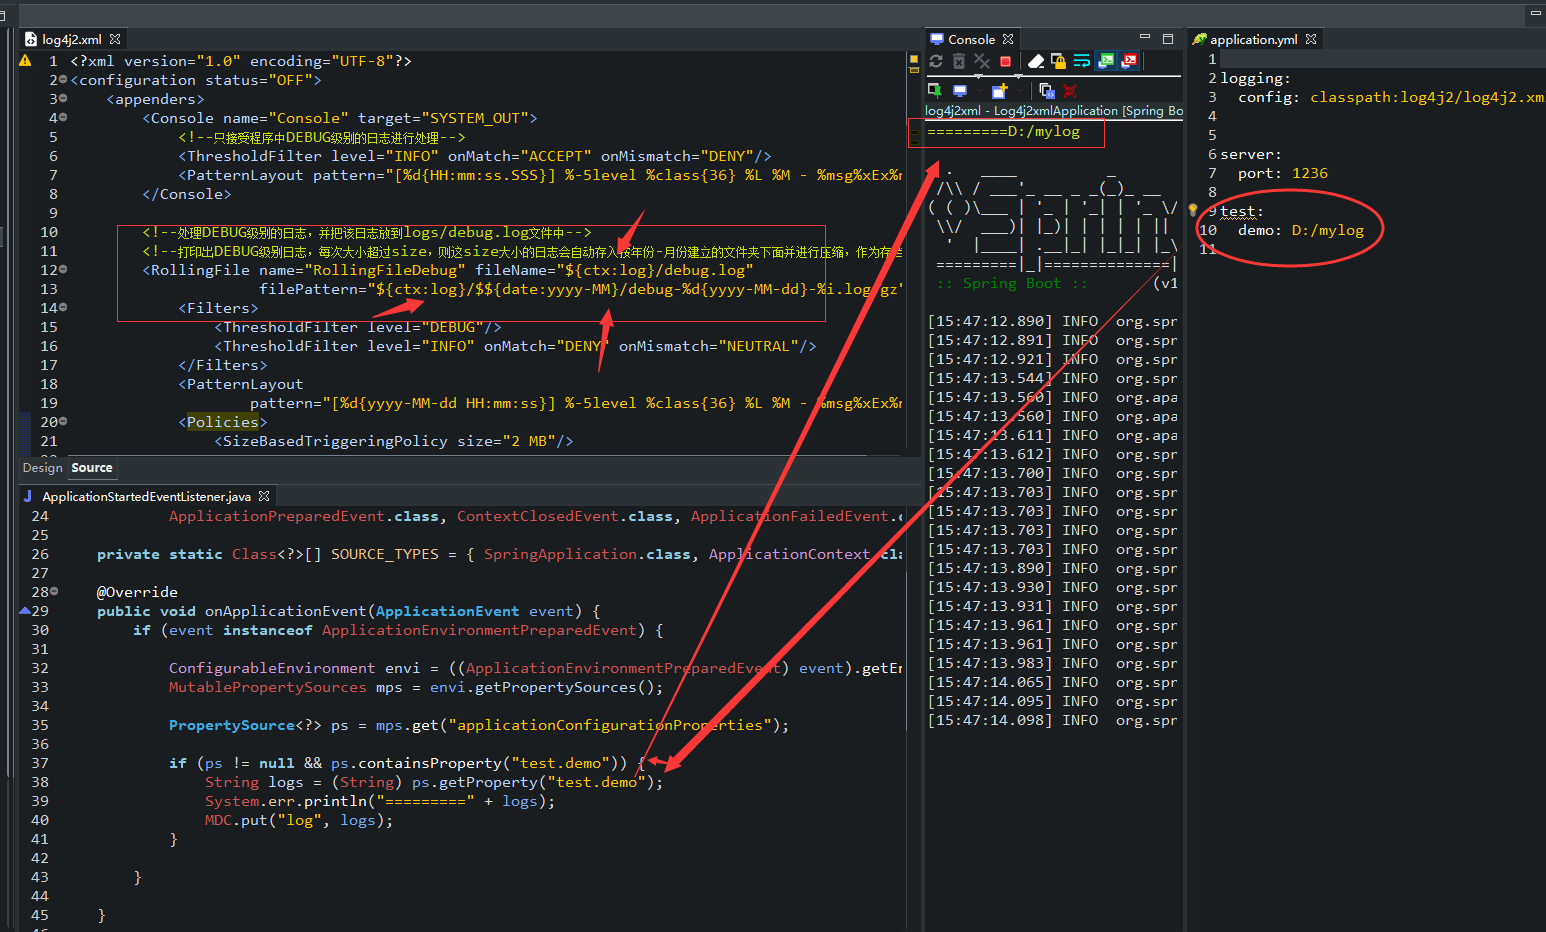 log4j2.xml
1 <?xml version="1.0" encoding="UTF-8"?>
2 <configuration status="OFF">
3 <appenders>
4 <Console name="Console" target="SYSTEM_OUT">
5 <!--只接受程序中DEBUG级别的日志进行处理-->
6 <ThresholdFilter level="INFO" onMatch="ACCEPT" onMismatch="DENY"/>
7 <PatternLayout pattern="[%d{HH:mm:ss.SSS}] %-5level %class{36} %L %M - %msg%xEx%n
8 </Console>
9
10 <!--处理DEBUG级别的日志，并把该日志放到logs/debug.log文件中-->
11 <!--打印出DEBUG级别日志，每次大小超过size，则这size大小的日志会自动存入按年份-月份建立的文件夹下面并进行压缩，作为存
12 <RollingFile name="RollingFileDebug" fileName="${ctx:log}/debug.log"
13 filePattern="${ctx:log}/$${date:yyyy-MM}/debug-%d{yyyy-MM-dd}-%i.log.gz"
14 <Filters>
15 <ThresholdFilter level="DEBUG"/>
16 <ThresholdFilter level="INFO" onMatch="DENY" onMismatch="NEUTRAL"/>
17 </Filters>
18 <PatternLayout
19 pattern="[%d{yyyy-MM-dd HH:mm:ss}] %-5level %class{36} %L %M - %msg%xEx%n
20 <Policies>
21 <SizeBasedTriggeringPolicy size="2 MB"/>
Design Source
ApplicationStartedEventListener.java
24 ApplicationPreparedEvent.class, ContextClosedEvent.class, ApplicationFailedEvent.c
25
26 private static Class<?>[] SOURCE_TYPES = { SpringApplication.class, ApplicationContext.cla
27
28 @Override
29 public void onApplicationEvent(ApplicationEvent event) {
30 if (event instanceof ApplicationEnvironmentPreparedEvent) {
31
32 ConfigurableEnvironment envi = ((ApplicationEnvironmentPreparedEvent) event).getEn
33 MutablePropertySources mps = envi.getPropertySources();
34
35 PropertySource<?> ps = mps.get("applicationConfigurationProperties");
36
37 if (ps != null && ps.containsProperty("test.demo")) {
38 String logs = (String) ps.getProperty("test.demo");
39 System.err.println("=========" + logs);
40 MDC.put("log", logs);
41 }
42
43 }
44
45 }
Console
log4j2xml - Log4j2xmlApplication [Spring Bo
=========D:/mylog
:: Spring Boot :: (v1
[15:47:12.890] INFO org.spr
[15:47:12.891] INFO org.spr
[15:47:12.921] INFO org.spr
[15:47:13.544] INFO org.spr
[15:47:13.560] INFO org.apa
[15:47:13.560] INFO org.apa
[15:47:13.611] INFO org.apa
[15:47:13.612] INFO org.spr
[15:47:13.700] INFO org.spr
[15:47:13.703] INFO org.spr
[15:47:13.703] INFO org.spr
[15:47:13.703] INFO org.spr
[15:47:13.703] INFO org.spr
[15:47:13.890] INFO org.spr
[15:47:13.930] INFO org.spr
[15:47:13.931] INFO org.spr
[15:47:13.961] INFO org.spr
[15:47:13.961] INFO org.spr
[15:47:13.983] INFO org.spr
[15:47:14.065] INFO org.spr
[15:47:14.095] INFO org.spr
[15:47:14.098] INFO org.spr
application.yml
1
2 logging:
3 config: classpath:log4j2/log4j2.xm
4
5
6 server:
7 port: 1236
8
9 test:
10 demo: D:/mylog
11